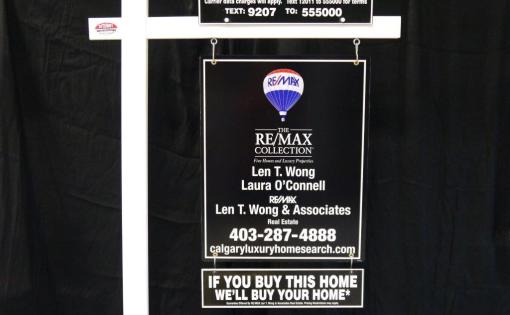 Carrier data charges will apply. Text 12011 to 555000 for terms
TEXT: 9207 TO: 555000
RE/MAX
THE
RE/MAX
COLLECTION
Fine Homes and Luxury Properties
Len T. Wong
Laura O'Connell
RE/MAX
Len T. Wong & Associates
Real Estate
403-287-4888
calgaryluxuryhomesearch.com
IF YOU BUY THIS HOME
WE'LL BUY YOUR HOME*